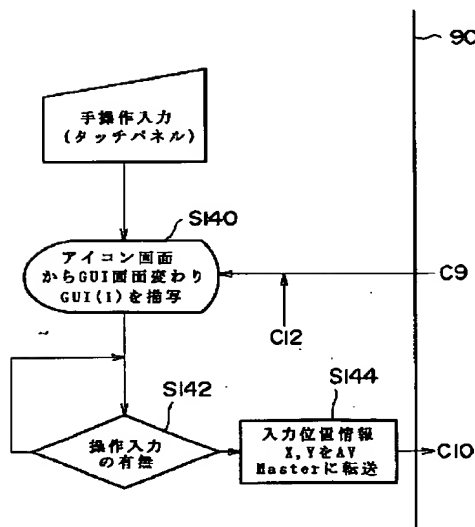 90
手操作入力
(タッチパネル)
S140
アイコン画面
からGUI画面変わり
GUI(1)を描写
C9
C12
S142
操作入力
の有無
S144
入力位置情報
X,YをAV
Masterに転送
C10